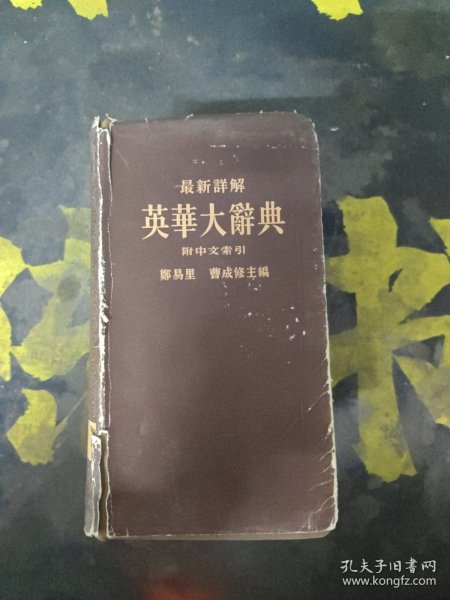 最新詳解
英華大辭典
附中文索引
鄭易里 曹成修主編
孔夫子旧书网
www.kongfz.com